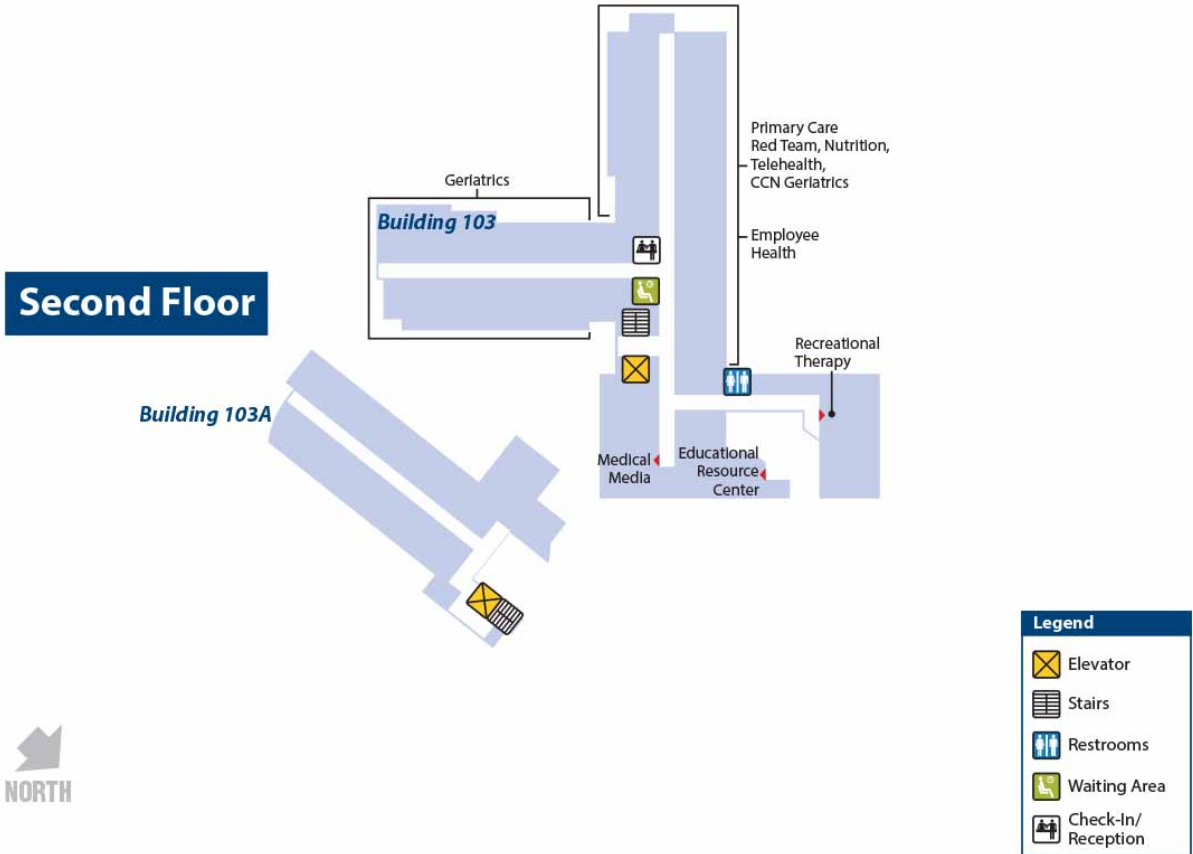 Primary Care
Red Team, Nutrition,
Telehealth,
CCN Geriatrics
Geriatrics
Building 103
Employee
Health
Second Floor
Recreational
Therapy
Building 103A
Medical
Media
Educational
Resource
Center
Legend
Elevator
Stairs
Restrooms
Waiting Area
Check-In/
Reception
NORTH